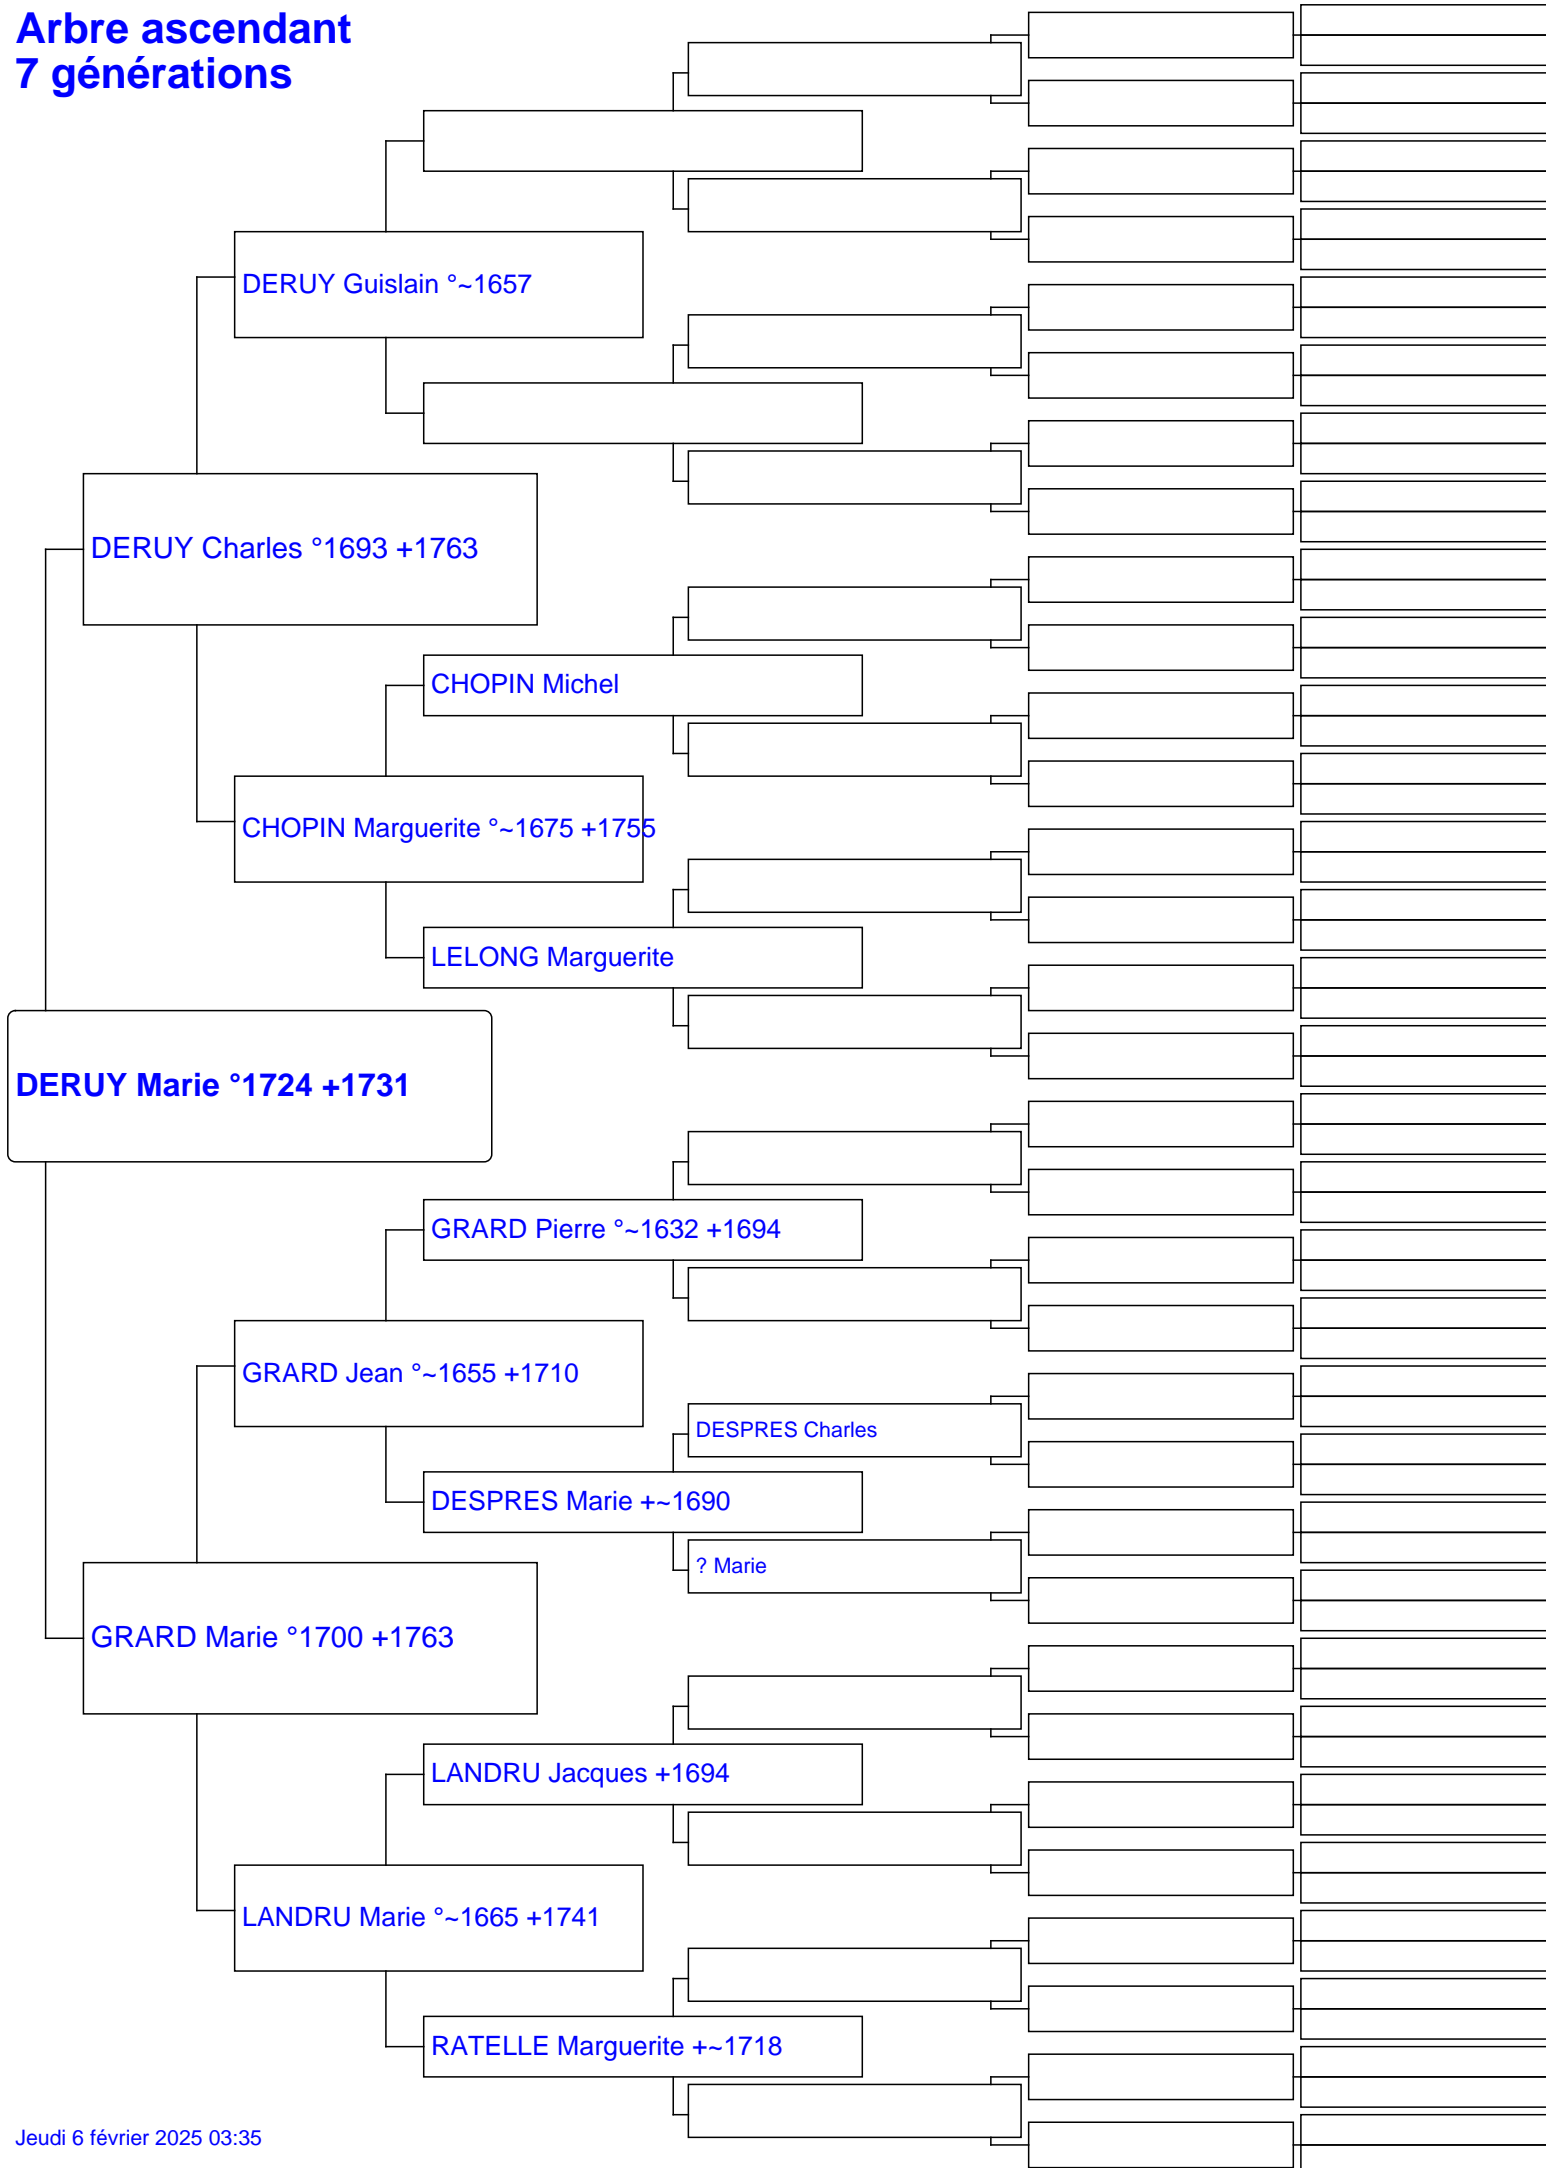 Arbre ascendant
7 générations
DERUY Guislain °~1657
DERUY Charles °1693 +1763
CHOPIN Michel
CHOPIN Marguerite °~1675 +1755
LELONG Marguerite
DERUY Marie °1724 +1731
GRARD Pierre °~1632 +1694
GRARD Jean °~1655 +1710
DESPRES Charles
DESPRES Marie +~1690
? Marie
GRARD Marie °1700 +1763
LANDRU Jacques +1694
LANDRU Marie °~1665 +1741
RATELLE Marguerite +~1718
Jeudi 6 février 2025 03:35